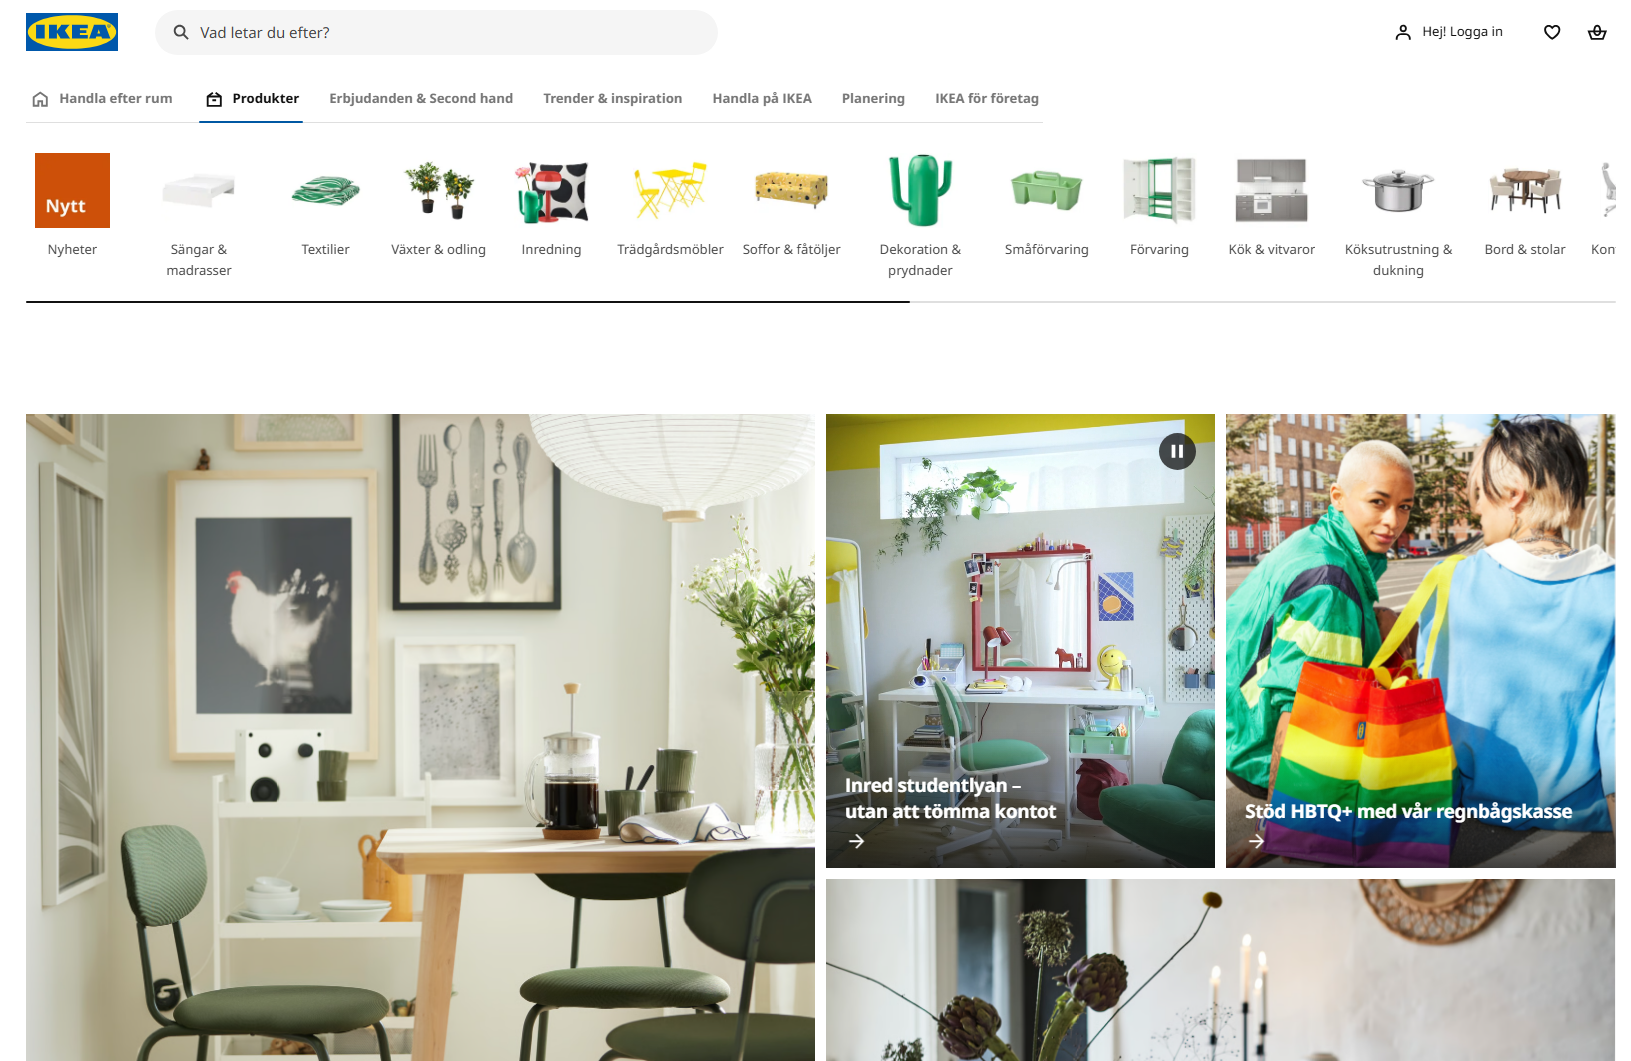 IKEA
Vad letar du efter?
Hej! Logga in
Handla efter rum
Produkter
Erbjudanden & Second hand
Trender & inspiration
Handla på IKEA
Planering
IKEA för företag
Nytt
Nyheter
Sängar &
madrasser
Textilier
Växter & odling
Inredning
Trädgårdsmöbler
Soffor & fåtöljer
Dekoration &
prydnader
Småförvaring
Förvaring
Kök & vitvaror
Köksutrustning &
dukning
Bord & stolar
Kon
Inred studentlyan –
utan att tömma kontot
Stöd HBTQ+ med vår regnbågskasse